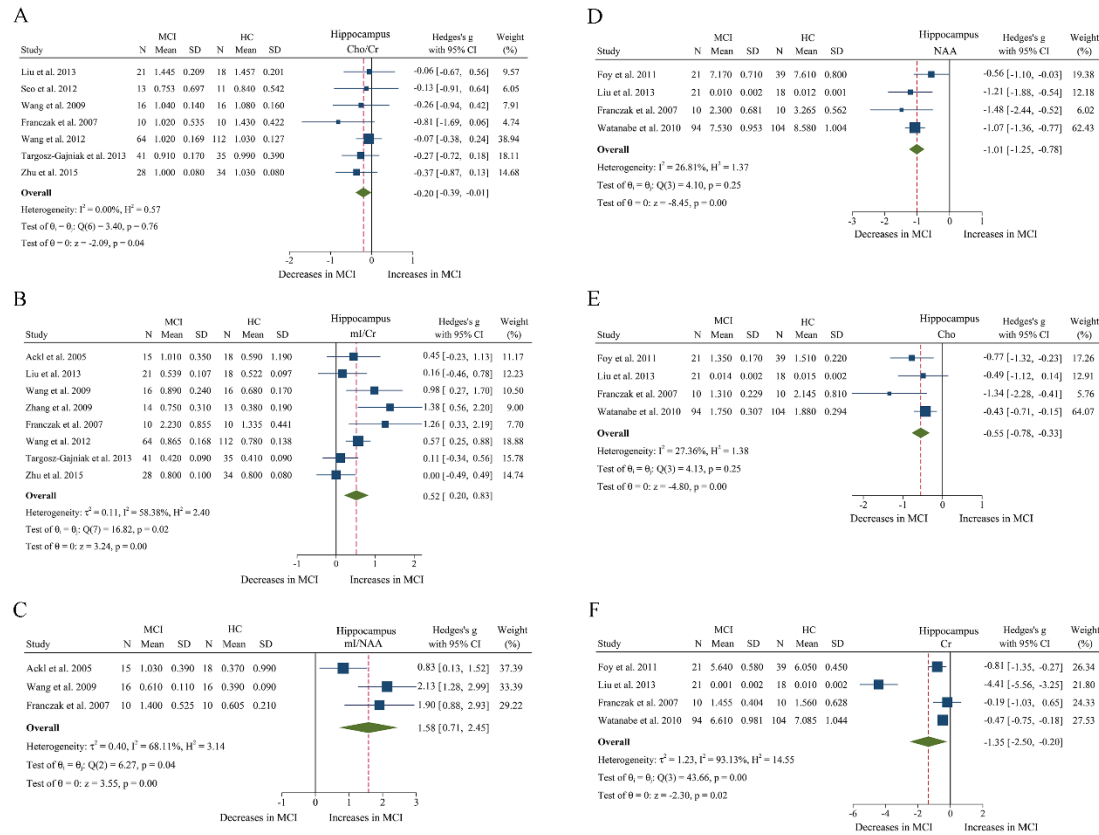 A
MCI HC Hippocampus Hedges's g Weight
Study N Mean SD N Mean SD Cho/Cr with 95% CI (%)
Liu et al. 2013 21 1.445 0.209 18 1.457 0.201 -0.06 [-0.67, 0.56] 9.57
Seo et al. 2012 13 0.753 0.697 11 0.840 0.542 -0.13 [-0.91, 0.64] 6.05
Wang et al. 2009 16 1.040 0.140 16 1.080 0.160 -0.26 [-0.94, 0.42] 7.91
Franczak et al. 2007 10 1.020 0.535 10 1.430 0.422 -0.81 [-1.69, 0.06] 4.74
Wang et al. 2012 64 1.020 0.169 112 1.030 0.127 -0.07 [-0.38, 0.24] 38.94
Targosz-Gajniak et al. 2013 41 0.910 0.170 35 0.990 0.390 -0.27 [-0.72, 0.18] 18.11
Zhu et al. 2015 28 1.000 0.080 34 1.030 0.080 -0.37 [-0.87, 0.13] 14.68
Overall -0.20 [-0.39, -0.01]
Heterogeneity: I² = 0.00%, H² = 0.57
Test of θᵢ = θⱼ: Q(6) = 3.40, p = 0.76
Test of θ = 0: z = -2.09, p = 0.04
-2 -1 0 1
Decreases in MCI Increases in MCI
B
MCI HC Hippocampus Hedges's g Weight
Study N Mean SD N Mean SD mI/Cr with 95% CI (%)
Ackl et al. 2005 15 1.010 0.350 18 0.590 1.190 0.45 [-0.23, 1.13] 11.17
Liu et al. 2013 21 0.539 0.107 18 0.522 0.097 0.16 [-0.46, 0.78] 12.23
Wang et al. 2009 16 0.890 0.240 16 0.680 0.170 0.98 [0.27, 1.70] 10.50
Zhang et al. 2009 14 0.750 0.310 13 0.380 0.190 1.38 [0.56, 2.20] 9.00
Franczak et al. 2007 10 2.230 0.855 10 1.335 0.441 1.26 [0.33, 2.19] 7.70
Wang et al. 2012 64 0.865 0.168 112 0.780 0.138 0.57 [0.25, 0.88] 18.88
Targosz-Gajniak et al. 2013 41 0.420 0.090 35 0.410 0.090 0.11 [-0.34, 0.56] 15.78
Zhu et al. 2015 28 0.800 0.100 34 0.800 0.080 0.00 [-0.49, 0.49] 14.74
Overall 0.52 [ 0.20, 0.83]
Heterogeneity: τ² = 0.11, I² = 58.38%, H² = 2.40
Test of θᵢ = θⱼ: Q(7) = 16.82, p = 0.02
Test of θ = 0: z = 3.24, p = 0.00
-1 0 1 2
Decreases in MCI Increases in MCI
C
MCI HC Hippocampus Hedges's g Weight
Study N Mean SD N Mean SD mI/NAA with 95% CI (%)
Ackl et al. 2005 15 1.030 0.390 18 0.370 0.990 0.83 [0.13, 1.52] 37.39
Wang et al. 2009 16 0.610 0.110 16 0.390 0.090 2.13 [1.28, 2.99] 33.39
Franczak et al. 2007 10 1.400 0.525 10 0.605 0.210 1.90 [0.88, 2.93] 29.22
Overall 1.58 [0.71, 2.45]
Heterogeneity: τ² = 0.40, I² = 68.11%, H² = 3.14
Test of θᵢ = θⱼ: Q(2) = 6.27, p = 0.04
Test of θ = 0: z = 3.55, p = 0.00
-1 0 1 2 3
Decreases in MCI Increases in MCI
D
MCI HC Hippocampus Hedges's g Weight
Study N Mean SD N Mean SD NAA with 95% CI (%)
Foy et al. 2011 21 7.170 0.710 39 7.610 0.800 -0.56 [-1.10, -0.03] 19.38
Liu et al. 2013 21 0.010 0.002 18 0.012 0.001 -1.21 [-1.88, -0.54] 12.18
Franczak et al. 2007 10 2.300 0.681 10 3.265 0.562 -1.48 [-2.44, -0.52] 6.02
Watanabe et al. 2010 94 7.530 0.953 104 8.580 1.004 -1.07 [-1.36, -0.77] 62.43
Overall -1.01 [-1.25, -0.78]
Heterogeneity: I² = 26.81%, H² = 1.37
Test of θᵢ = θⱼ: Q(3) = 4.10, p = 0.25
Test of θ = 0: z = -8.45, p = 0.00
-3 -2 -1 0 1
Decreases in MCI Increases in MCI
E
MCI HC Hippocampus Hedges's g Weight
Study N Mean SD N Mean SD Cho with 95% CI (%)
Foy et al. 2011 21 1.350 0.170 39 1.510 0.220 -0.77 [-1.32, -0.23] 17.26
Liu et al. 2013 21 0.014 0.002 18 0.015 0.002 -0.49 [-1.12, 0.14] 12.91
Franczak et al. 2007 10 1.310 0.229 10 2.145 0.810 -1.34 [-2.28, -0.41] 5.76
Watanabe et al. 2010 94 1.750 0.307 104 1.880 0.294 -0.43 [-0.71, -0.15] 64.07
Overall -0.55 [-0.78, -0.33]
Heterogeneity: I² = 27.36%, H² = 1.38
Test of θᵢ = θⱼ: Q(3) = 4.13, p = 0.25
Test of θ = 0: z = -4.80, p = 0.00
-2 -1 0 1
Decreases in MCI Increases in MCI
F
MCI HC Hippocampus Hedges's g Weight
Study N Mean SD N Mean SD Cr with 95% CI (%)
Foy et al. 2011 21 5.640 0.580 39 6.050 0.450 -0.81 [-1.35, -0.27] 26.34
Liu et al. 2013 21 0.001 0.002 18 0.010 0.002 -4.41 [-5.56, -3.25] 21.80
Franczak et al. 2007 10 1.455 0.404 10 1.560 0.628 -0.19 [-1.03, 0.65] 24.33
Watanabe et al. 2010 94 6.610 0.981 104 7.085 1.044 -0.47 [-0.75, -0.18] 27.53
Overall -1.35 [-2.50, -0.20]
Heterogeneity: τ² = 1.23, I² = 93.13%, H² = 14.55
Test of θᵢ = θⱼ: Q(3) = 43.66, p = 0.00
Test of θ = 0: z = -2.30, p = 0.02
-6 -4 -2 0 2
Decreases in MCI Increases in MCI